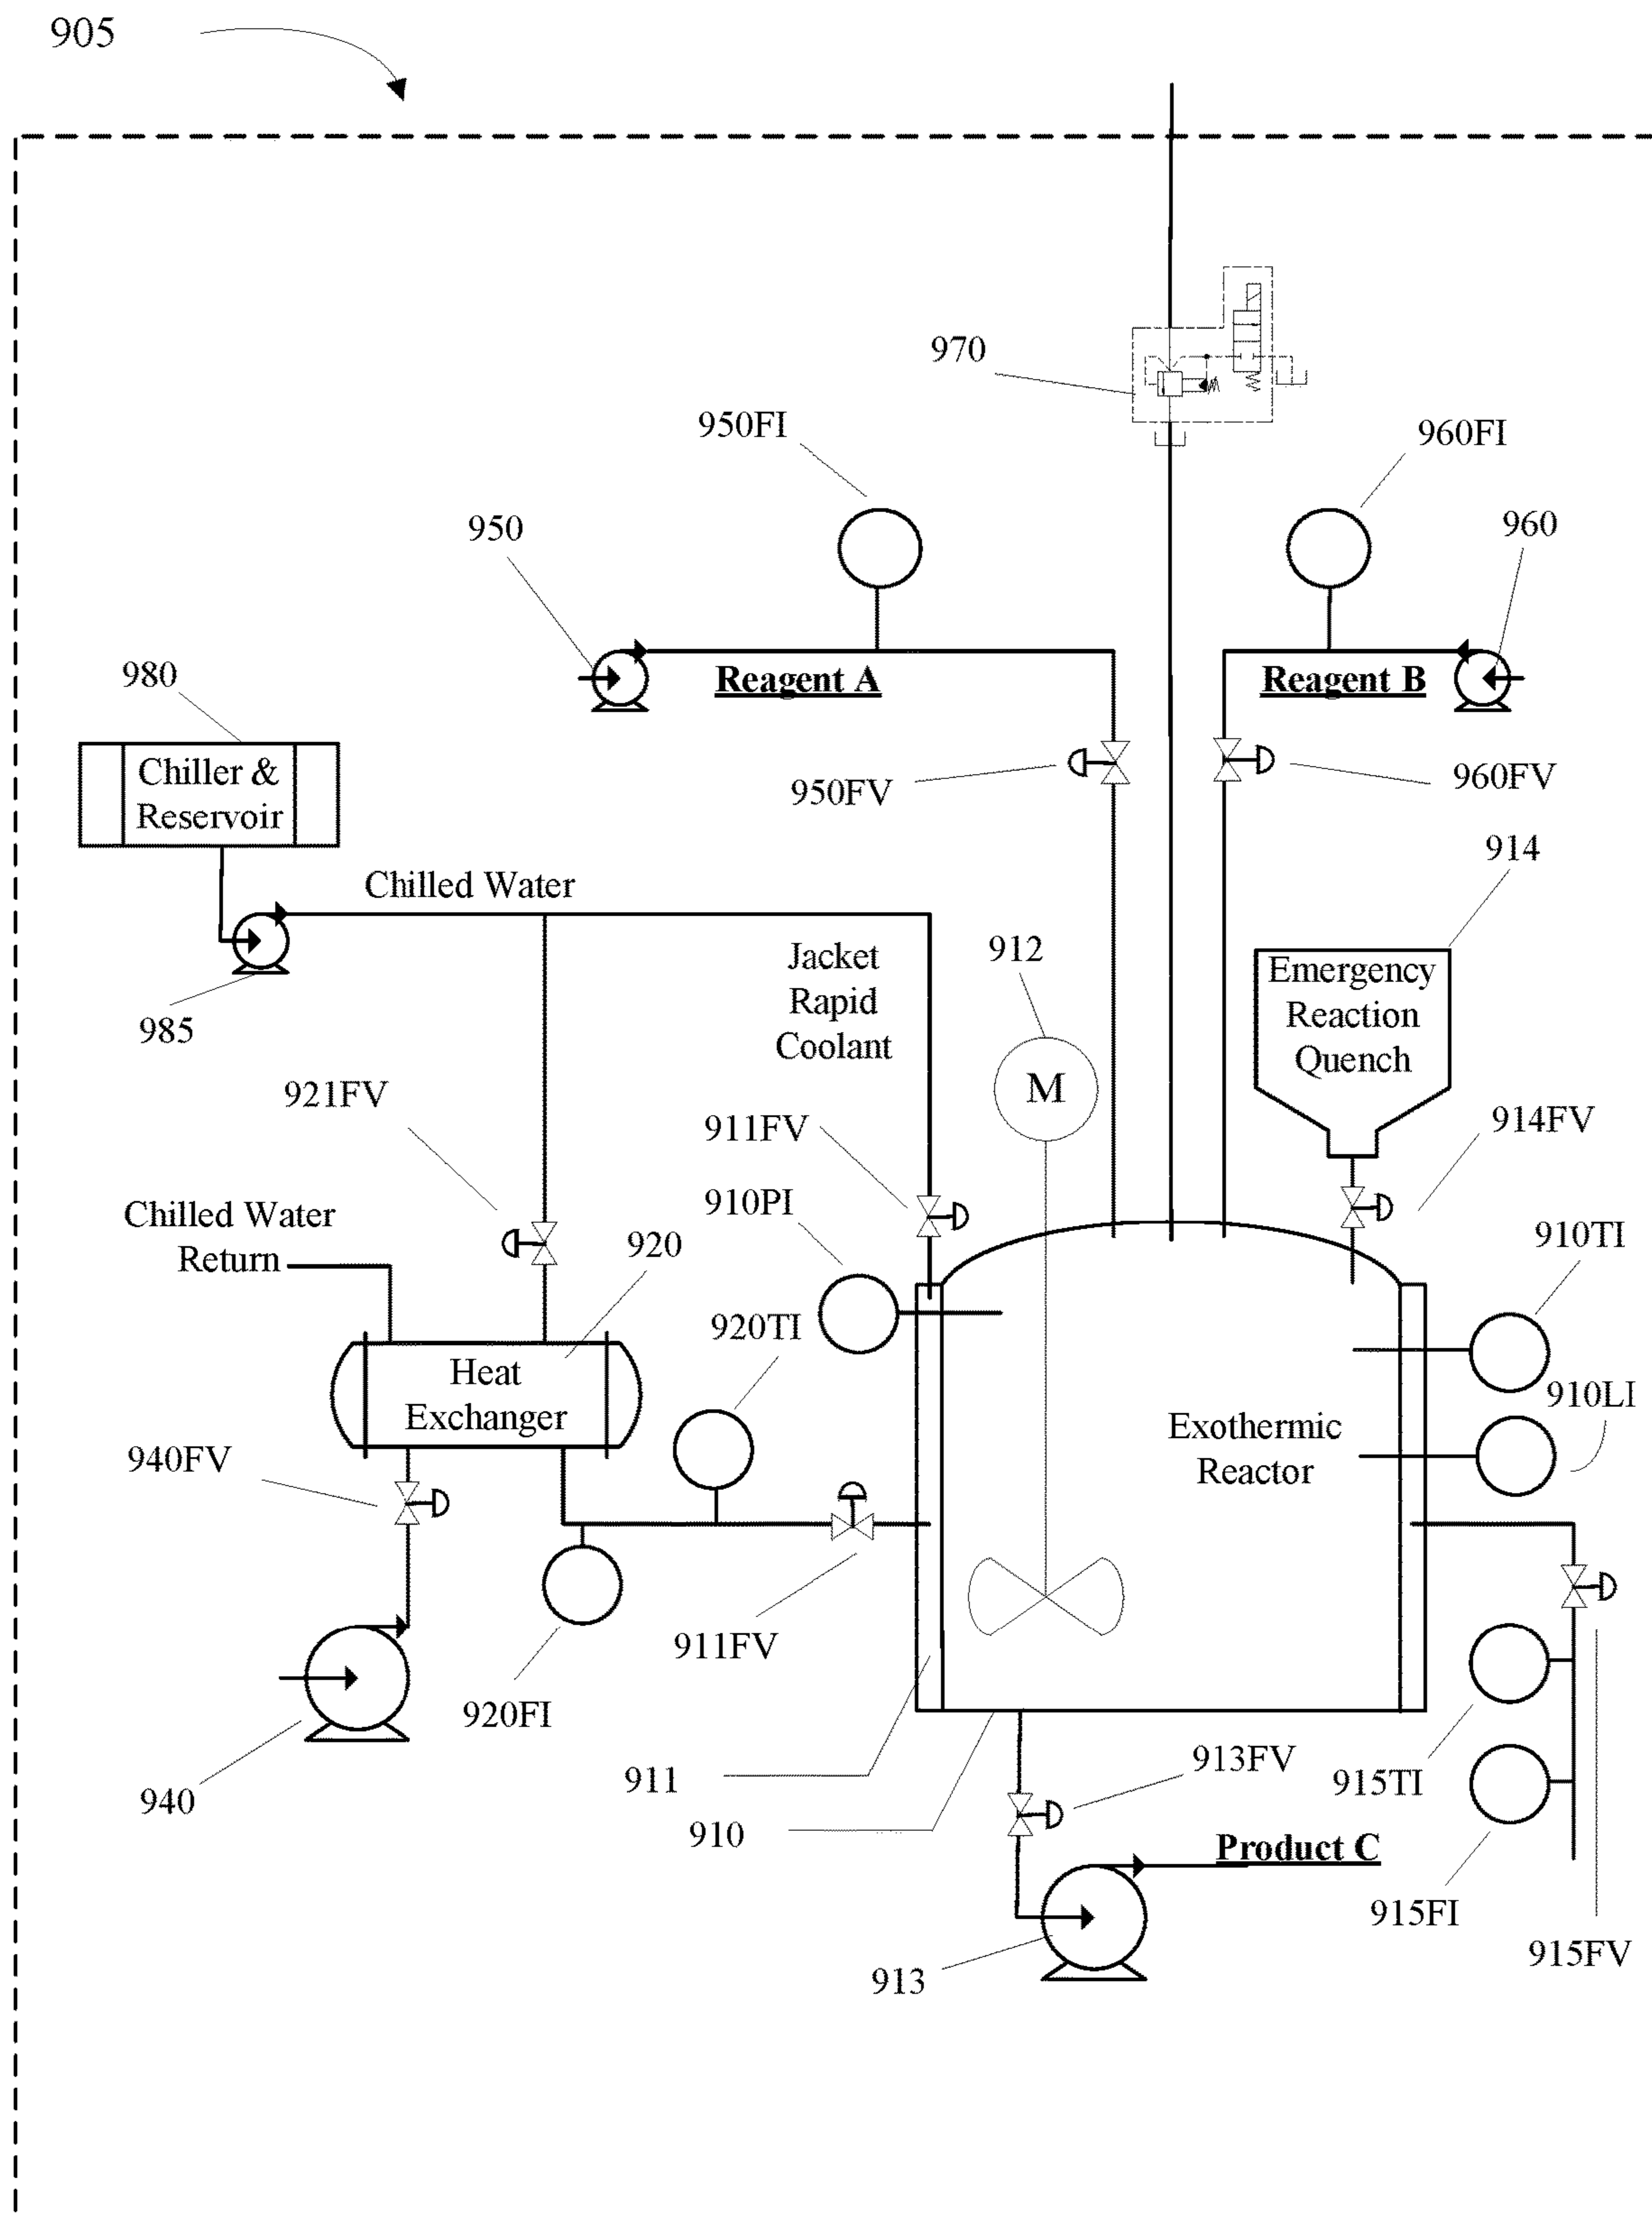 905
970
950FI
960FI
950
960
980
Reagent A
Reagent B
Chiller &
Reservoir
950FV
960FV
914
Chilled Water
985
Jacket
Rapid
Coolant
912
M
Emergency
Reaction
Quench
921FV
911FV
914FV
910PI
Chilled Water
Return
920
910TI
920TI
Heat
Exchanger
910LI
Exothermic
Reactor
940FV
911FV
920FI
940
911
910
913FV
915TI
Product C
915FI
915FV
913